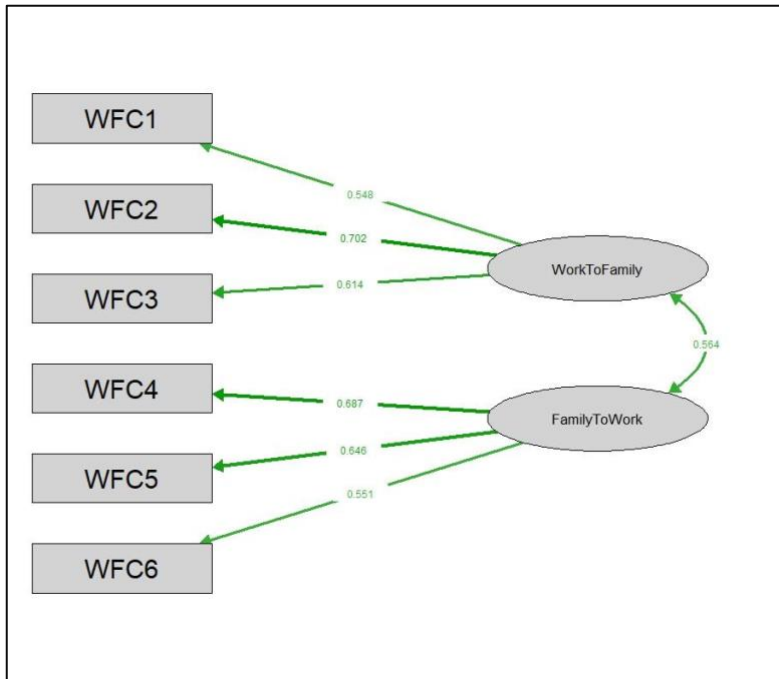 WFC1
0.548
WFC2
0.702
WorkToFamily
WFC3
0.614
0.564
WFC4
0.687
FamilyToWork
0.646
WFC5
0.551
WFC6